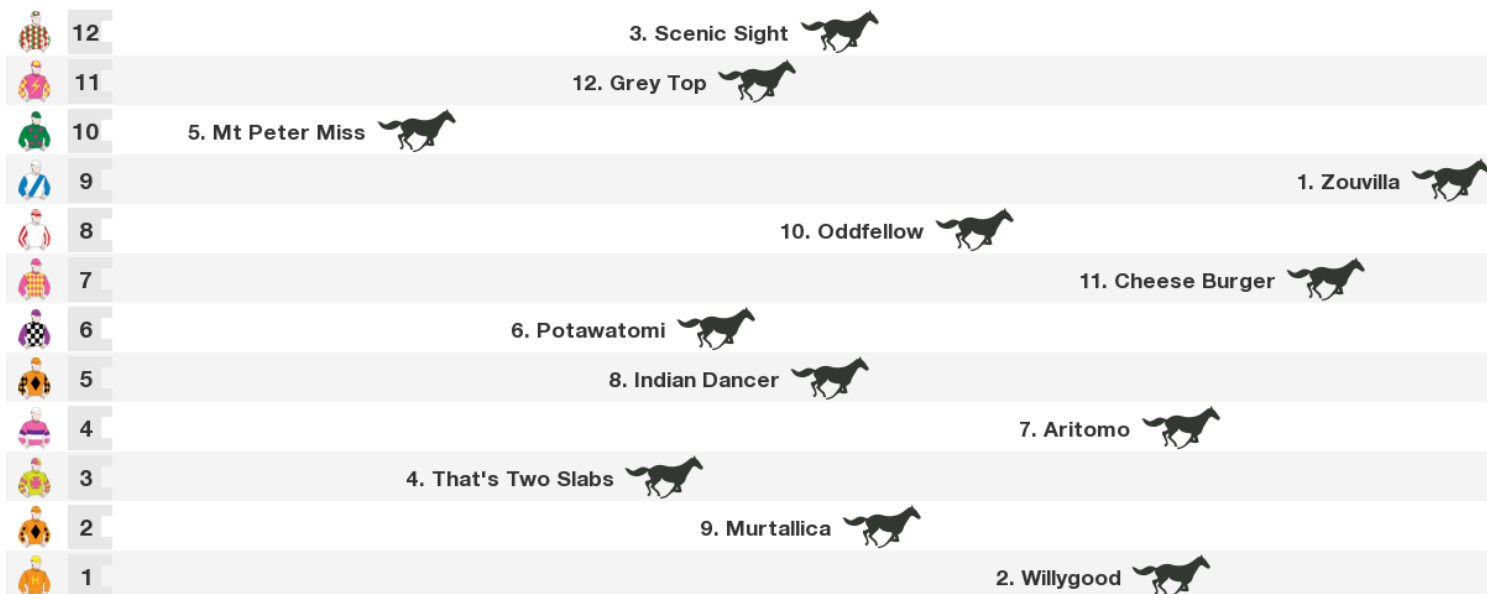 12 3. Scenic Sight
11 12. Grey Top
10 5. Mt Peter Miss
9 1. Zouvilla
8 10. Oddfellow
7 11. Cheese Burger
6 6. Potawatomi
5 8. Indian Dancer
4 7. Aritomo
3 4. That's Two Slabs
2 9. Murtallica
H
1 2. Willygood